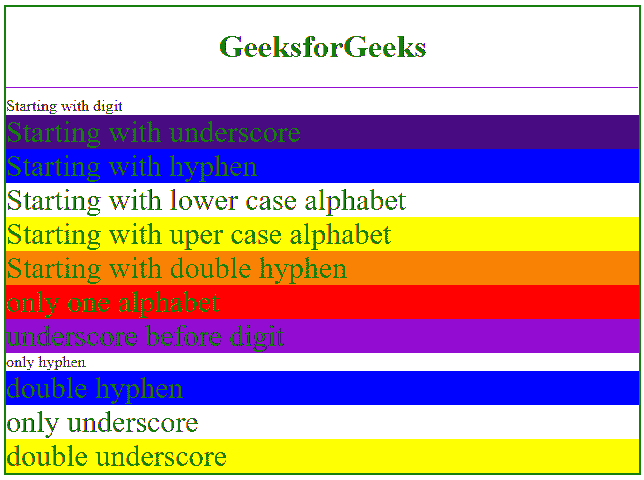 GeeksforGeeks
Starting with digit
Starting with underscore
Starting with hyphen
Starting with lower case alphabet
Starting with uper case alphabet
Starting with double hyphen
only one alphabet
underscore before digit
only hyphen
double hyphen
only underscore
double underscore